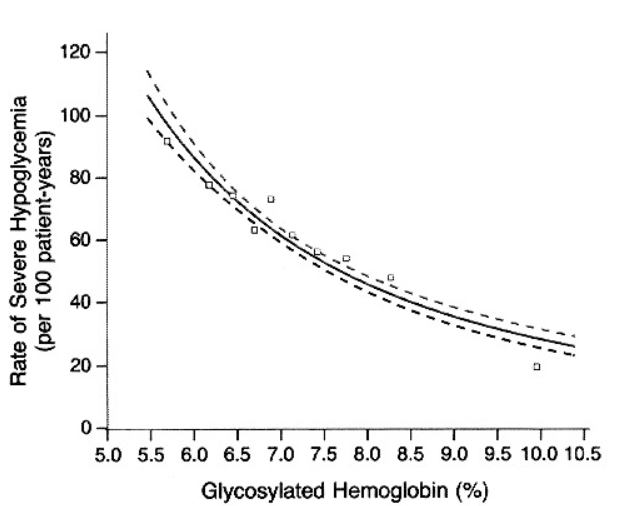 Rate of Severe Hypoglycemia
(per 100 patient-years)
120
100
80
60
40
20
0
5.0 5.5 6.0 6.5 7.0 7.5 8.0 8.5 9.0 9.5 10.0 10.5
Glycosylated Hemoglobin (%)